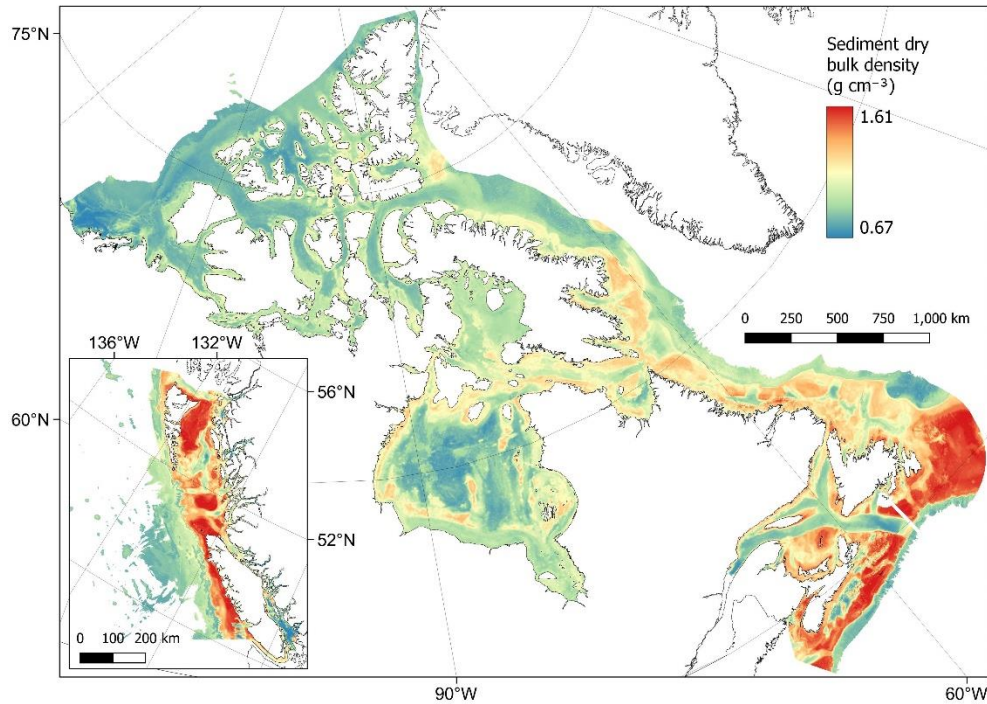 75°N
Sediment dry
bulk density
(g cm⁻³)
1.61
0.67
0 250 500 750 1,000 km
136°W 132°W
56°N
60°N
52°N
0 100 200 km
90°W 60°W